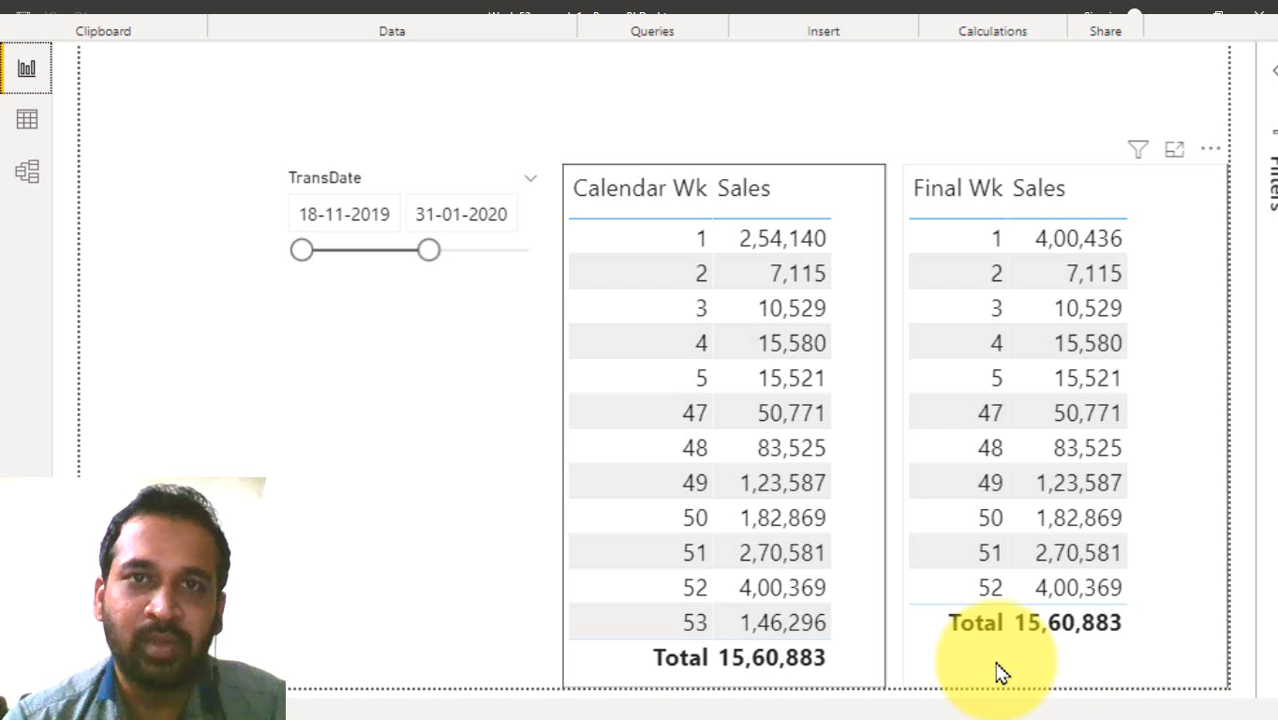 Clipboard
Data
Queries
Insert
Calculations
Share
Filters
TransDate
18-11-2019 31-01-2020
Calendar Wk Sales
1 2,54,140
2 7,115
3 10,529
4 15,580
5 15,521
47 50,771
48 83,525
49 1,23,587
50 1,82,869
51 2,70,581
52 4,00,369
53 1,46,296
Total 15,60,883
Final Wk Sales
1 4,00,436
2 7,115
3 10,529
4 15,580
5 15,521
47 50,771
48 83,525
49 1,23,587
50 1,82,869
51 2,70,581
52 4,00,369
Total 15,60,883